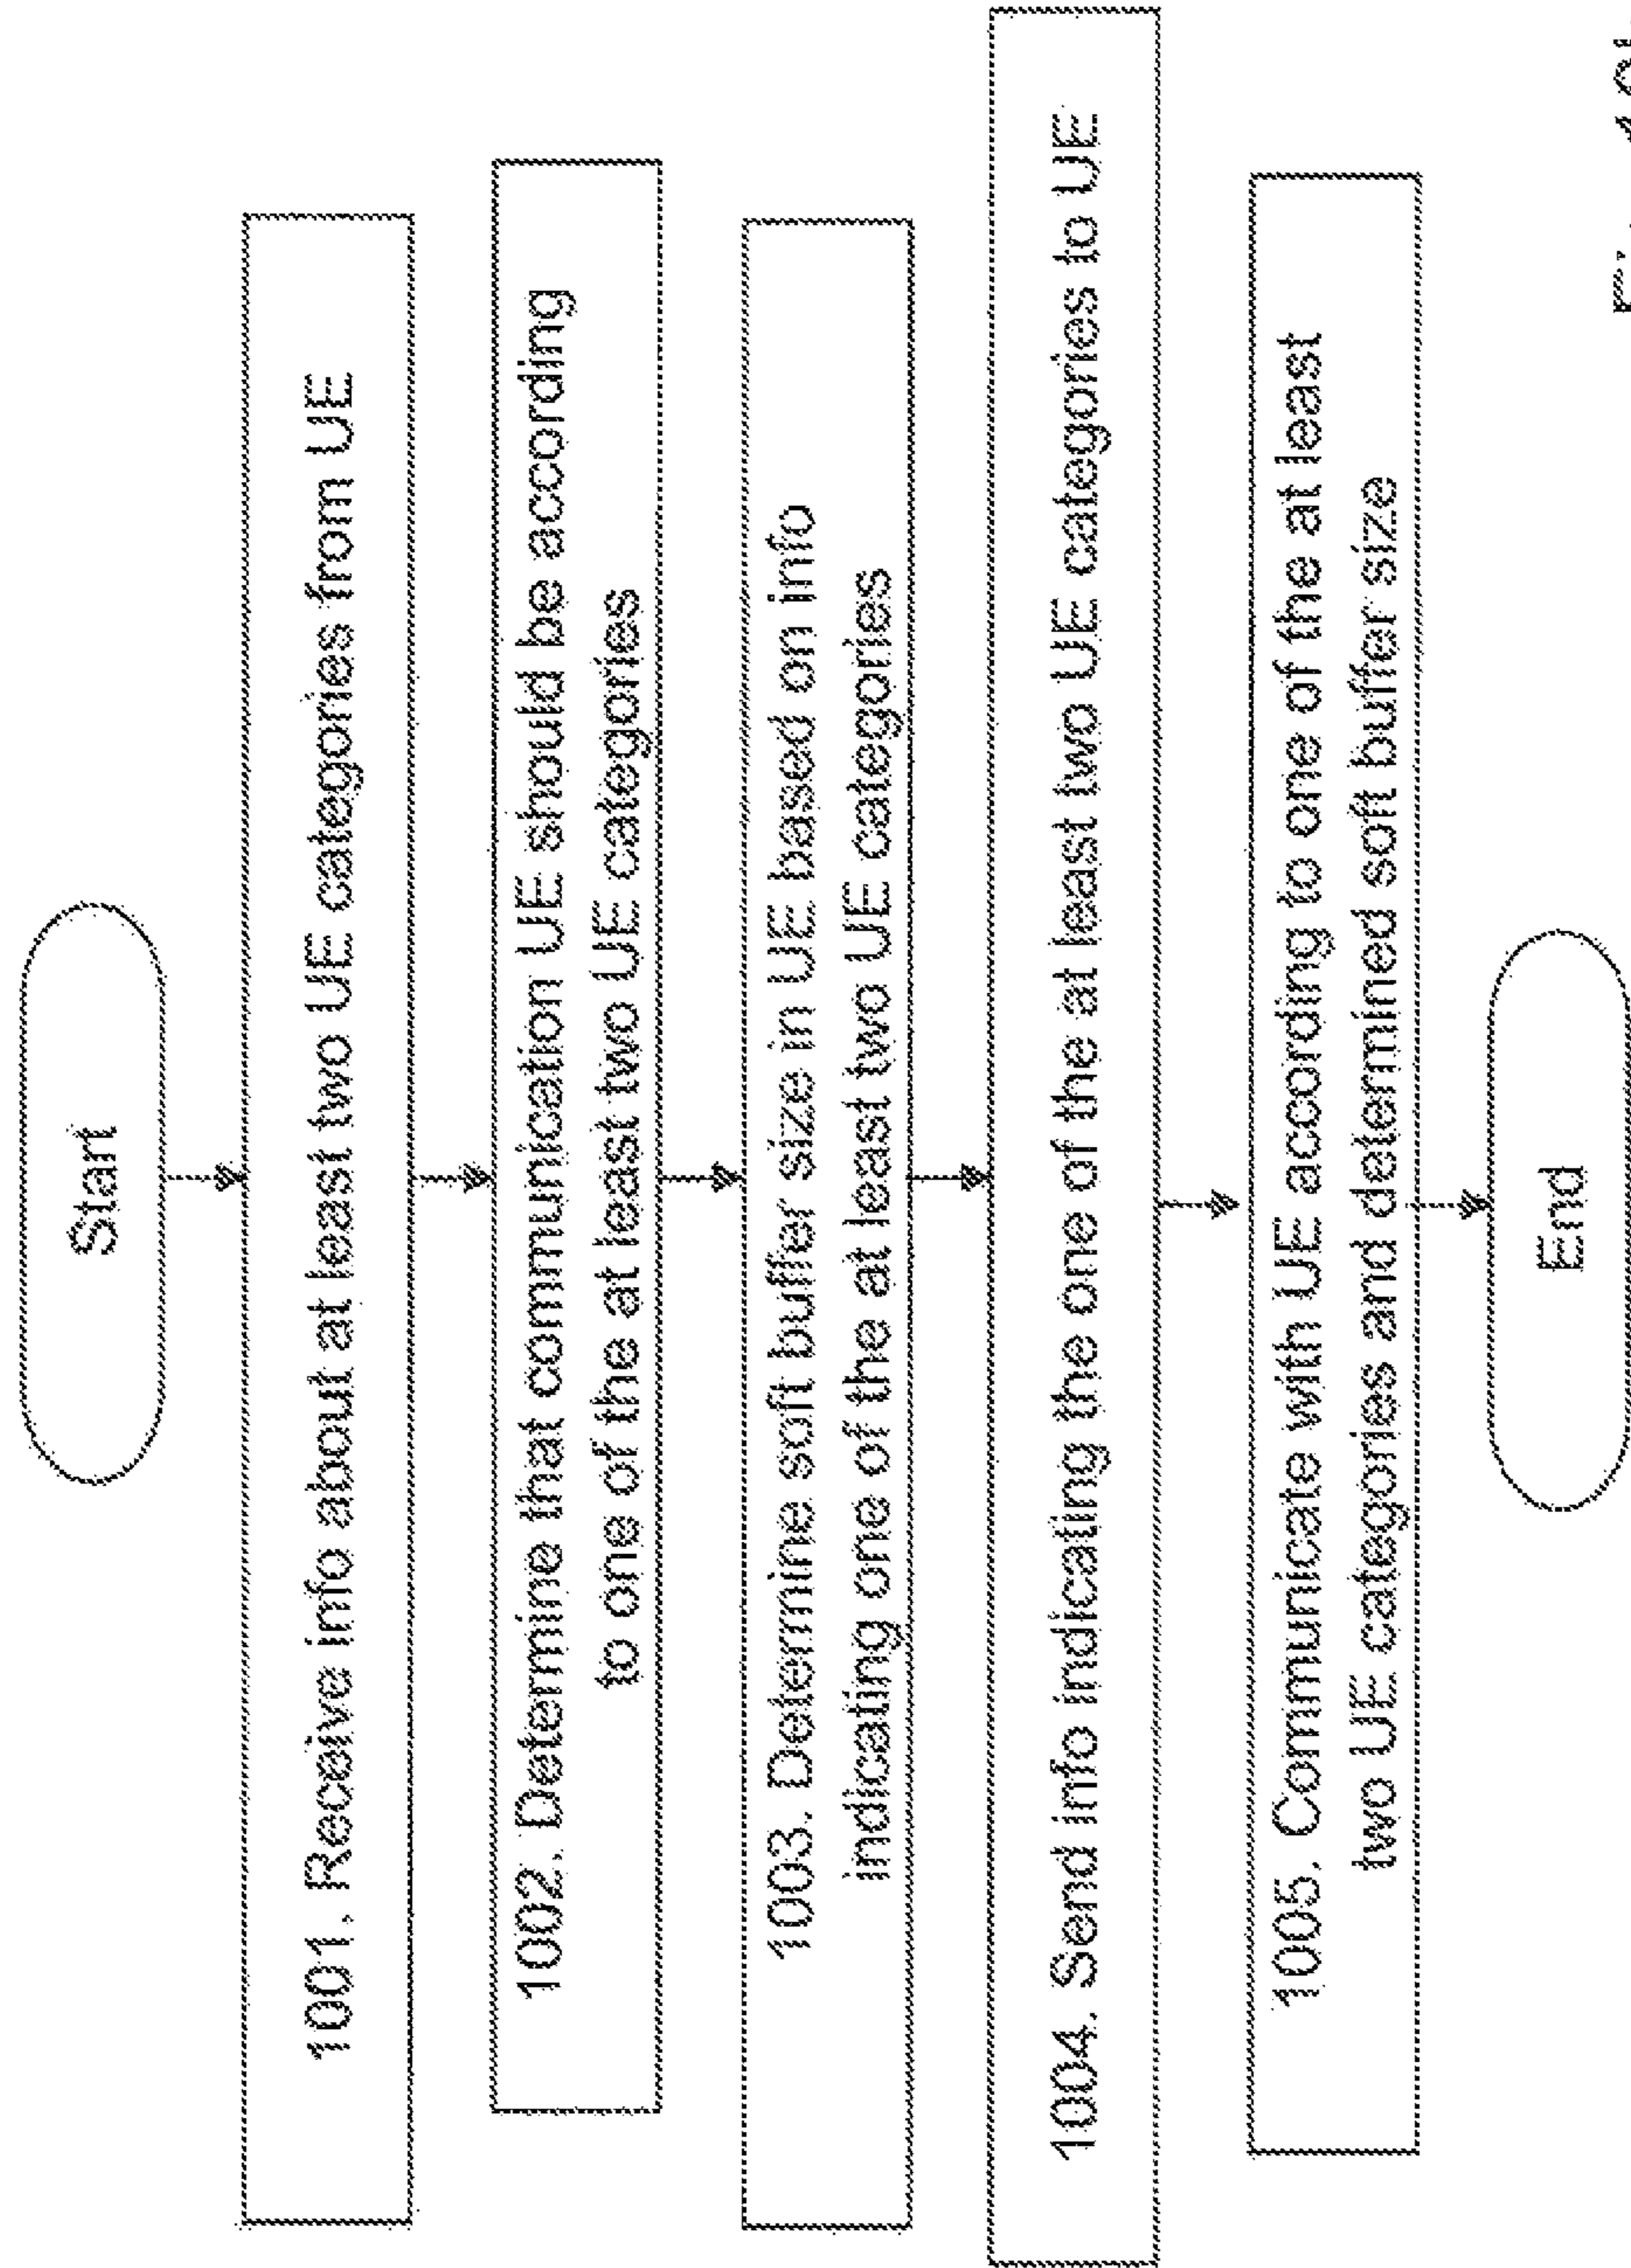 Start
1001. Receive info about at least two UE categories from UE
1002. Determine that communication UE should be according
to one of the at least two UE categories
1003. Determine soft buffer size in UE based on info
indicating one of the at least two UE categories
1004. Send info indicating the one of the at least two UE categories to UE
1005. Communicate with UE according to one of the at least
two UE categories and determined soft buffer size
End